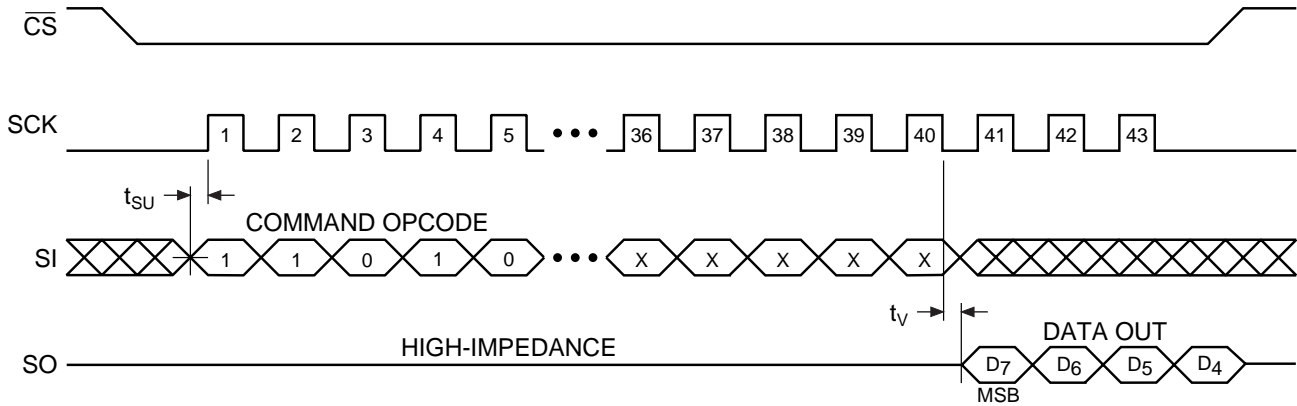 CS
SCK 1 2 3 4 5 ••• 36 37 38 39 40 41 42 43
tSU
COMMAND OPCODE
SI 1 1 0 1 0 ••• X X X X X
tV
DATA OUT
HIGH-IMPEDANCE
SO D7 D6 D5 D4
MSB